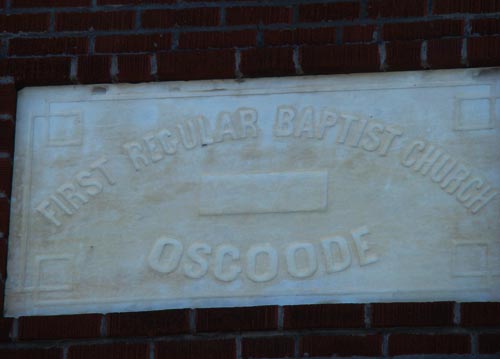 FIRST REGULAR BAPTIST CHURCH
OSGOODE